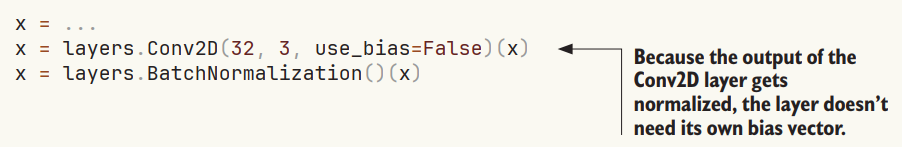 x = ...
x = layers.Conv2D(32, 3, use_bias=False)(x)
x = layers.BatchNormalization()(x)
Because the output of the
Conv2D layer gets
normalized, the layer doesn’t
need its own bias vector.